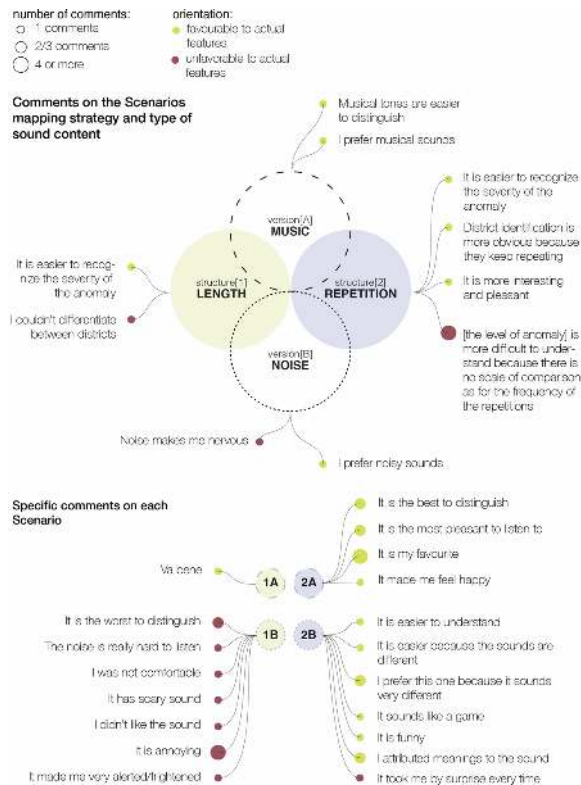 number of comments:
1 comments
2/3 comments
4 or more
orientation:
favourable to actual
features
unfavorable to actual
features
Comments on the Scenarios
mapping strategy and type of
sound content
Musical tones are easier
to distinguish
I prefer musical sounds
version[A]
MUSIC
structure[1]
LENGTH
structure[2]
REPETITION
version[B]
NOISE
It is easier to recog-
nize the severity of
the anomaly
I couldn't differentiate
between districts
It is easier to recognize
the severity of the
anomaly
District identification is
more obvious because
they keep repeating
It is more interesting
and pleasant
[the level of anomaly] is
more difficult to under-
stand because there is
no scale of comparison
as for the frequency of
the repetitions
Noise makes me nervous
I prefer noisy sounds
Specific comments on each
Scenario
Va bene
1A
2A
It is the best to distinguish
It is the most pleasant to listen to
It is my favourite
It made me feel happy
1B
2B
It is the worst to distinguish
The noise is really hard to listen
I was not comfortable
It has scary sound
I didn't like the sound
It is annoying
It made me very alerted/frightened
It is easier to understand
It is easier because the sounds are
different
I prefer this one because it sounds
very different
It sounds like a game
It is funny
I attributed meanings to the sound
It took me by surprise every time